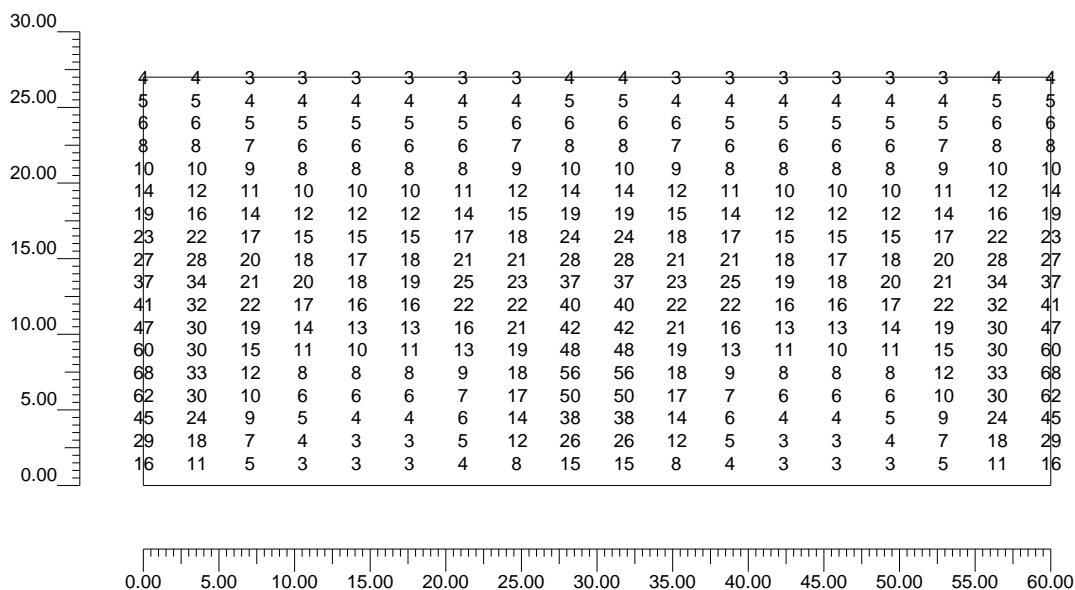 30.00
4 4 3 3 3 3 3 3 4 4 3 3 3 3 3 3 4 4
25.00
5 5 4 4 4 4 4 4 5 5 4 4 4 4 4 4 5 5
6 6 5 5 5 5 5 6 6 6 6 5 5 5 5 5 6 6
8 8 7 6 6 6 6 7 8 8 7 6 6 6 6 7 8 8
20.00
10 10 9 8 8 8 8 9 10 10 9 8 8 8 8 9 10 10
14 12 11 10 10 10 11 12 14 14 12 11 10 10 10 11 12 14
19 16 14 12 12 12 14 15 19 19 15 14 12 12 12 14 16 19
23 22 17 15 15 15 17 18 24 24 18 17 15 15 15 17 22 23
15.00
27 28 20 18 17 18 21 21 28 28 21 21 18 17 18 20 28 27
37 34 21 20 18 19 25 23 37 37 23 25 19 18 20 21 34 37
41 32 22 17 16 16 22 22 40 40 22 22 16 16 17 22 32 41
10.00
47 30 19 14 13 13 16 21 42 42 21 16 13 13 14 19 30 47
60 30 15 11 10 11 13 19 48 48 19 13 11 10 11 15 30 60
68 33 12 8 8 8 9 18 56 56 18 9 8 8 8 12 33 68
62 30 10 6 6 6 7 17 50 50 17 7 6 6 6 10 30 62
5.00
45 24 9 5 4 4 6 14 38 38 14 6 4 4 5 9 24 45
29 18 7 4 3 3 5 12 26 26 12 5 3 3 4 7 18 29
16 11 5 3 3 3 4 8 15 15 8 4 3 3 3 5 11 16
0.00
0.00 5.00 10.00 15.00 20.00 25.00 30.00 35.00 40.00 45.00 50.00 55.00 60.00